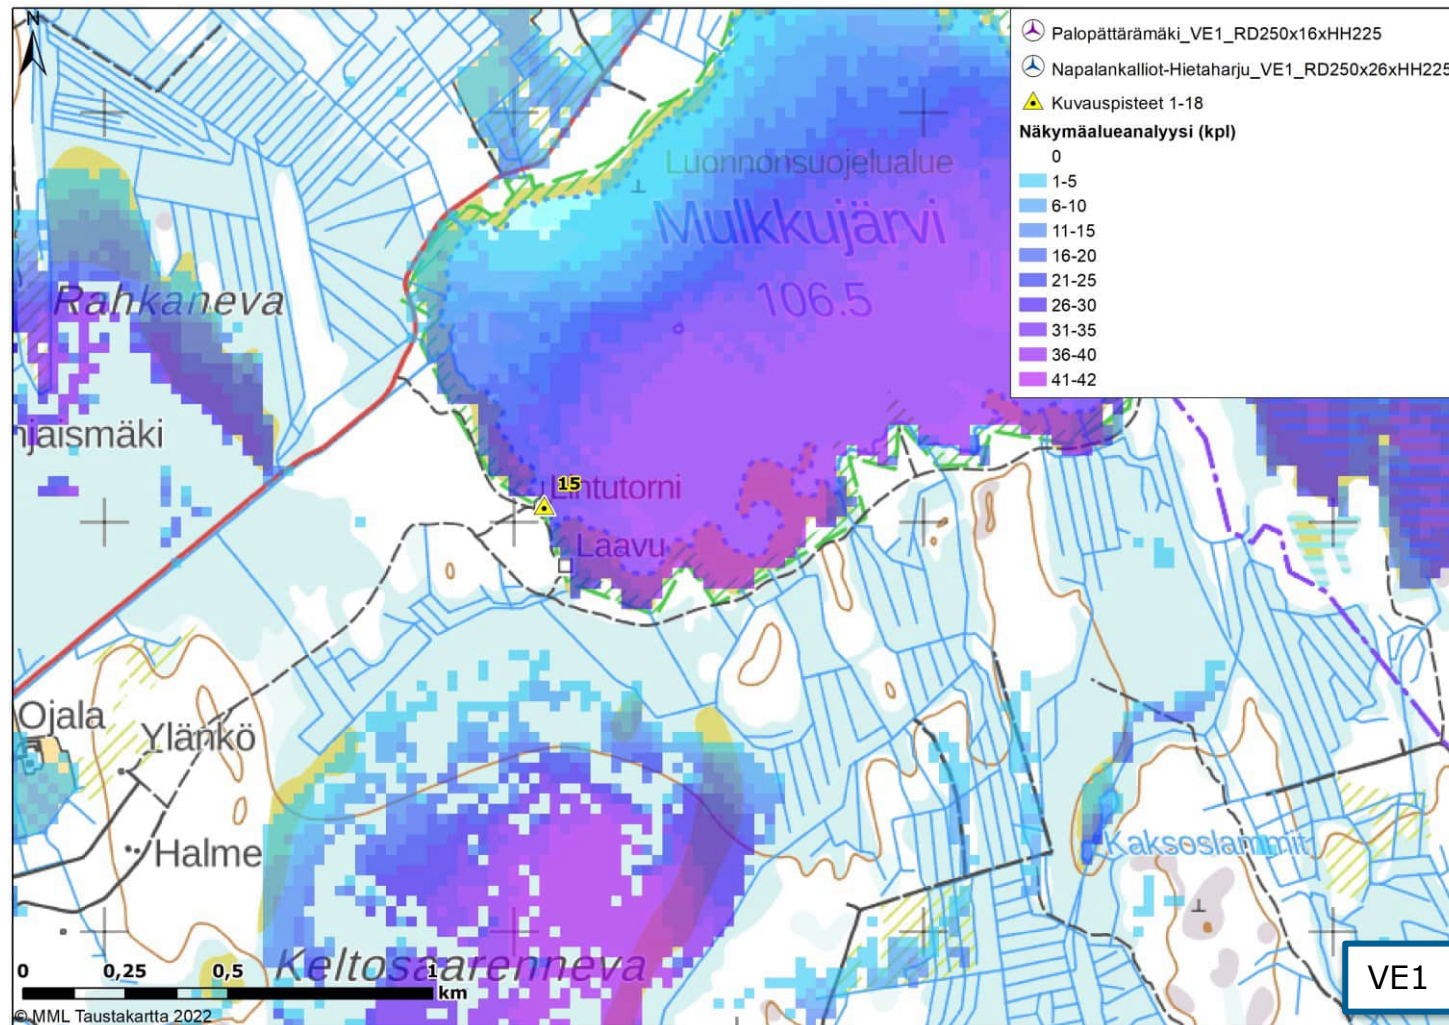 N
Palopättärämäki_VE1_RD250x16xHH225
Napalankalliot-Hietaharju_VE1_RD250x26xHH225
Kuvauspisteet 1-18
Näkymäalueanalyysi (kpl)
0
1-5
6-10
11-15
16-20
21-25
26-30
31-35
36-40
41-42
Luonnonsuojelualue
Mulkkujärvi
106.5
Rahkaneva
njaismäki
15
Lintutorni
Laavu
Ojala
Ylänkö
Halme
Kaksoslammit
Keltosaarenneva
0 0,25 0,5 1
km
VE1
© MML Taustakartta 2022